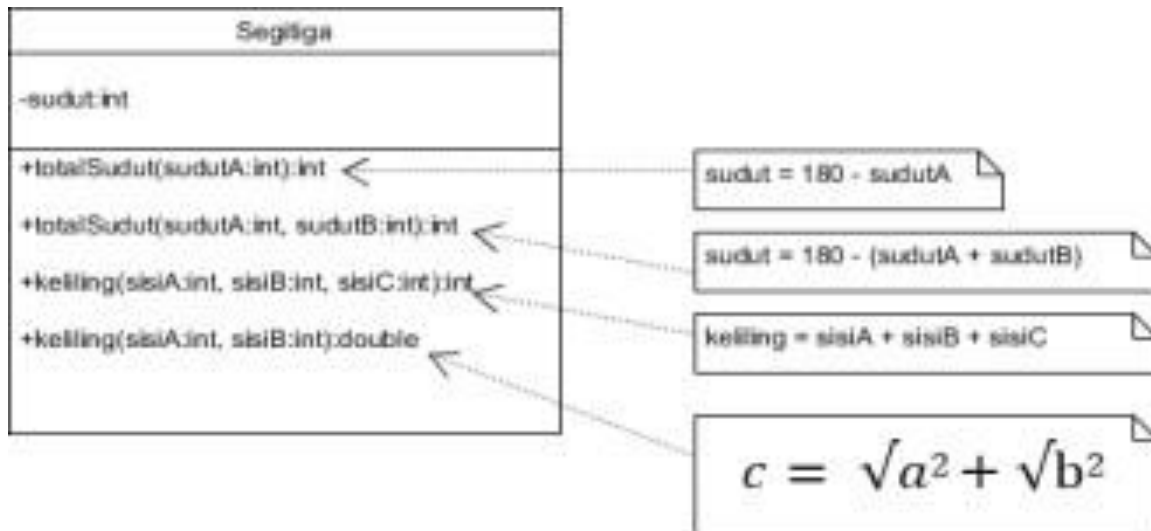 Segitiga
-sudut:int
+totalSudut(sudutA:int):int
+totalSudut(sudutA:int, sudutB:int):int
+keliling(sisiA:int, sisiB:int, sisiC:int):int
+keliling(sisiA:int, sisiB:int):double
sudut = 180 - sudutA
sudut = 180 - (sudutA + sudutB)
keliling = sisiA + sisiB + sisiC
c = √a² + √b²